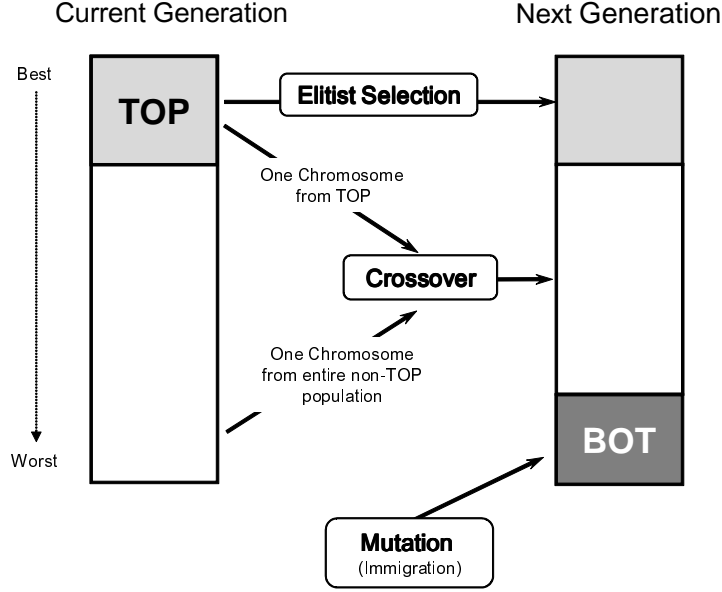 Current Generation
Next Generation
Best
TOP
Elitist Selection
One Chromosome
from TOP
Crossover
One Chromosome
from entire non-TOP
population
Worst
BOT
Mutation
(Immigration)